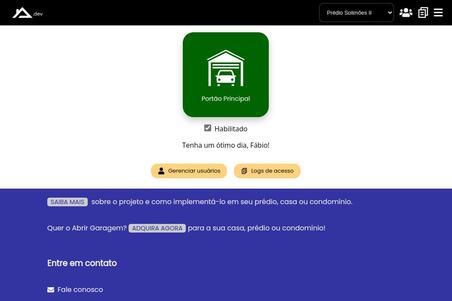 .dev
Prédio Solimões II
Portão Principal
Habilitado
Tenha um ótimo dia, Fábio!
Gerenciar usuários
Logs de acesso
SAIBA MAIS sobre o projeto e como implementá-lo em seu prédio, casa ou condomínio.
Quer o Abrir Garagem? ADQUIRA AGORA para a sua casa, prédio ou condomínio!
Entre em contato
Fale conosco